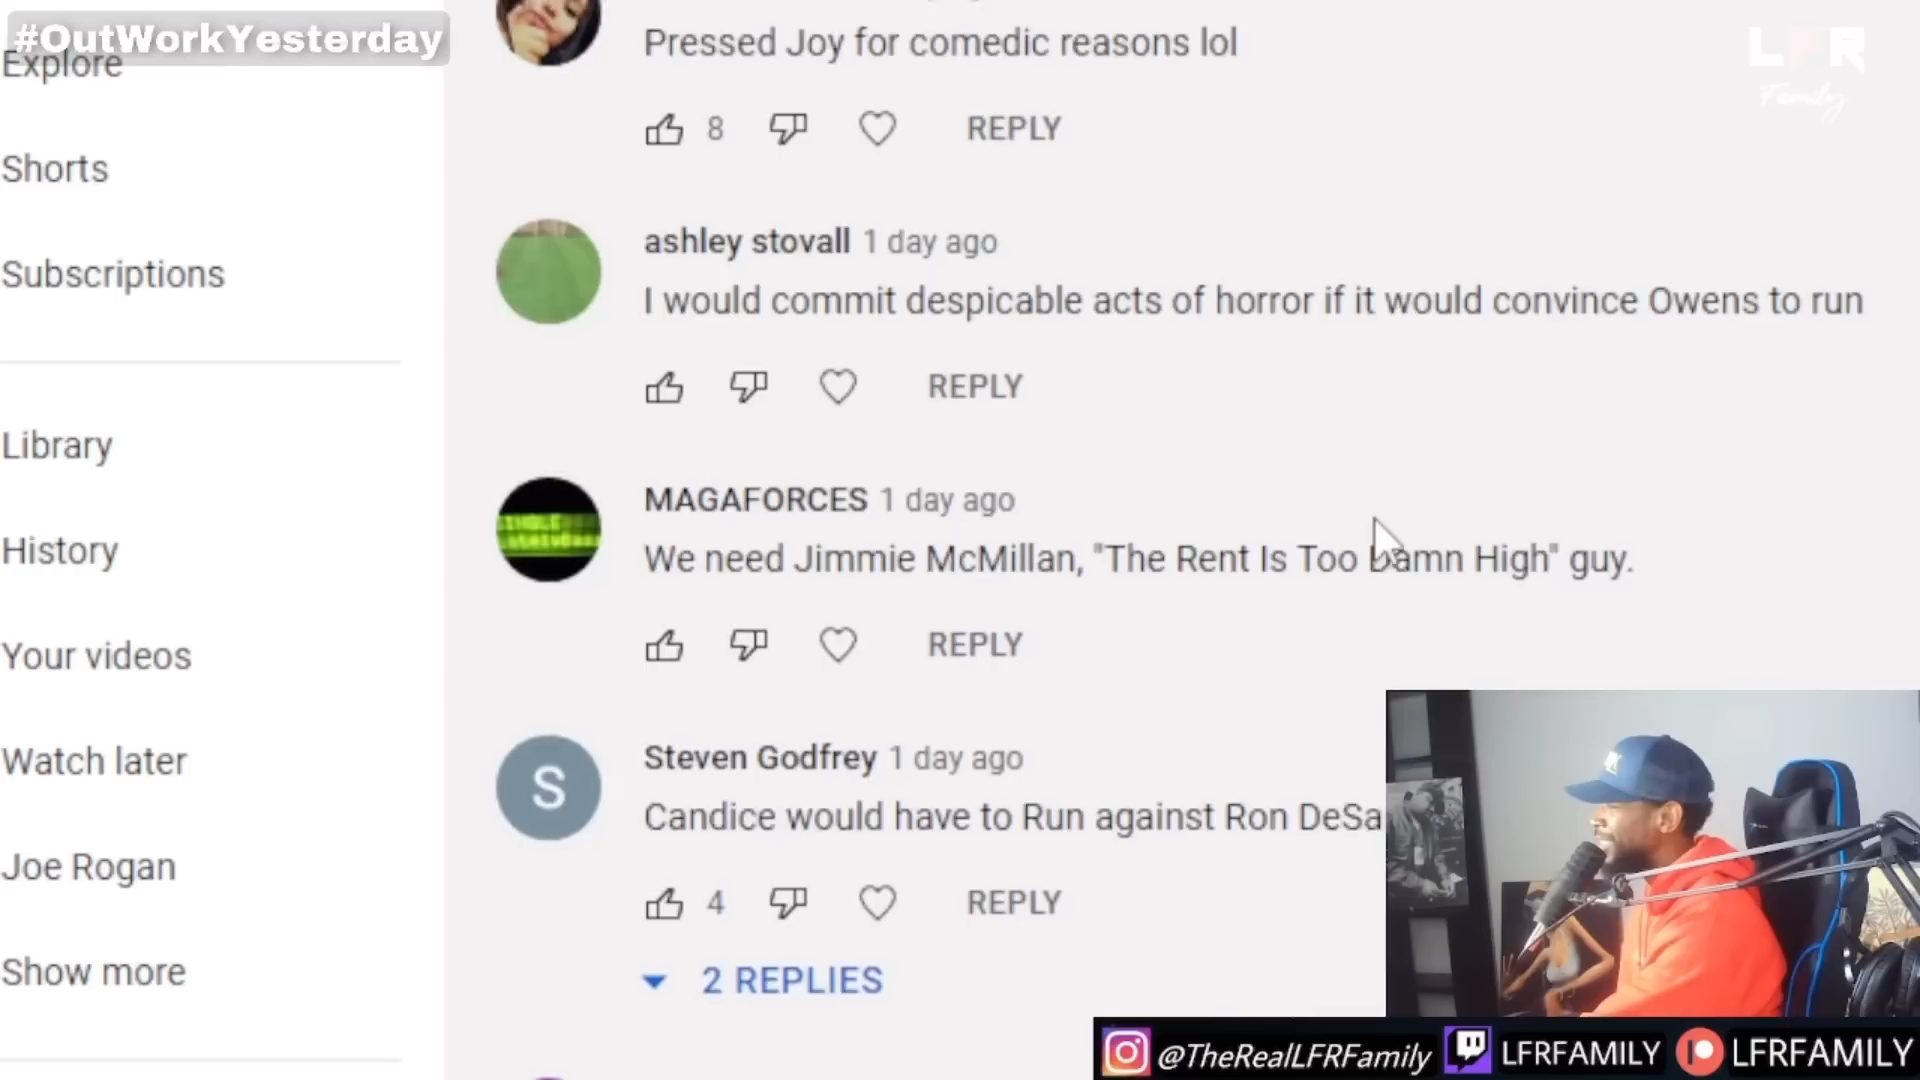 #OutWorkYesterday
Explore
Shorts
Subscriptions
Library
History
Your videos
Watch later
Joe Rogan
Show more
Pressed Joy for comedic reasons lol
8 REPLY
ashley stovall 1 day ago
I would commit despicable acts of horror if it would convince Owens to run
REPLY
MAGAFORCES 1 day ago
We need Jimmie McMillan, "The Rent Is Too Damn High" guy.
REPLY
S
Steven Godfrey 1 day ago
Candice would have to Run against Ron DeSa
4 REPLY
2 REPLIES
LFR
Family
@TheRealLFRFamily LFRFAMILY LFRFAMILY